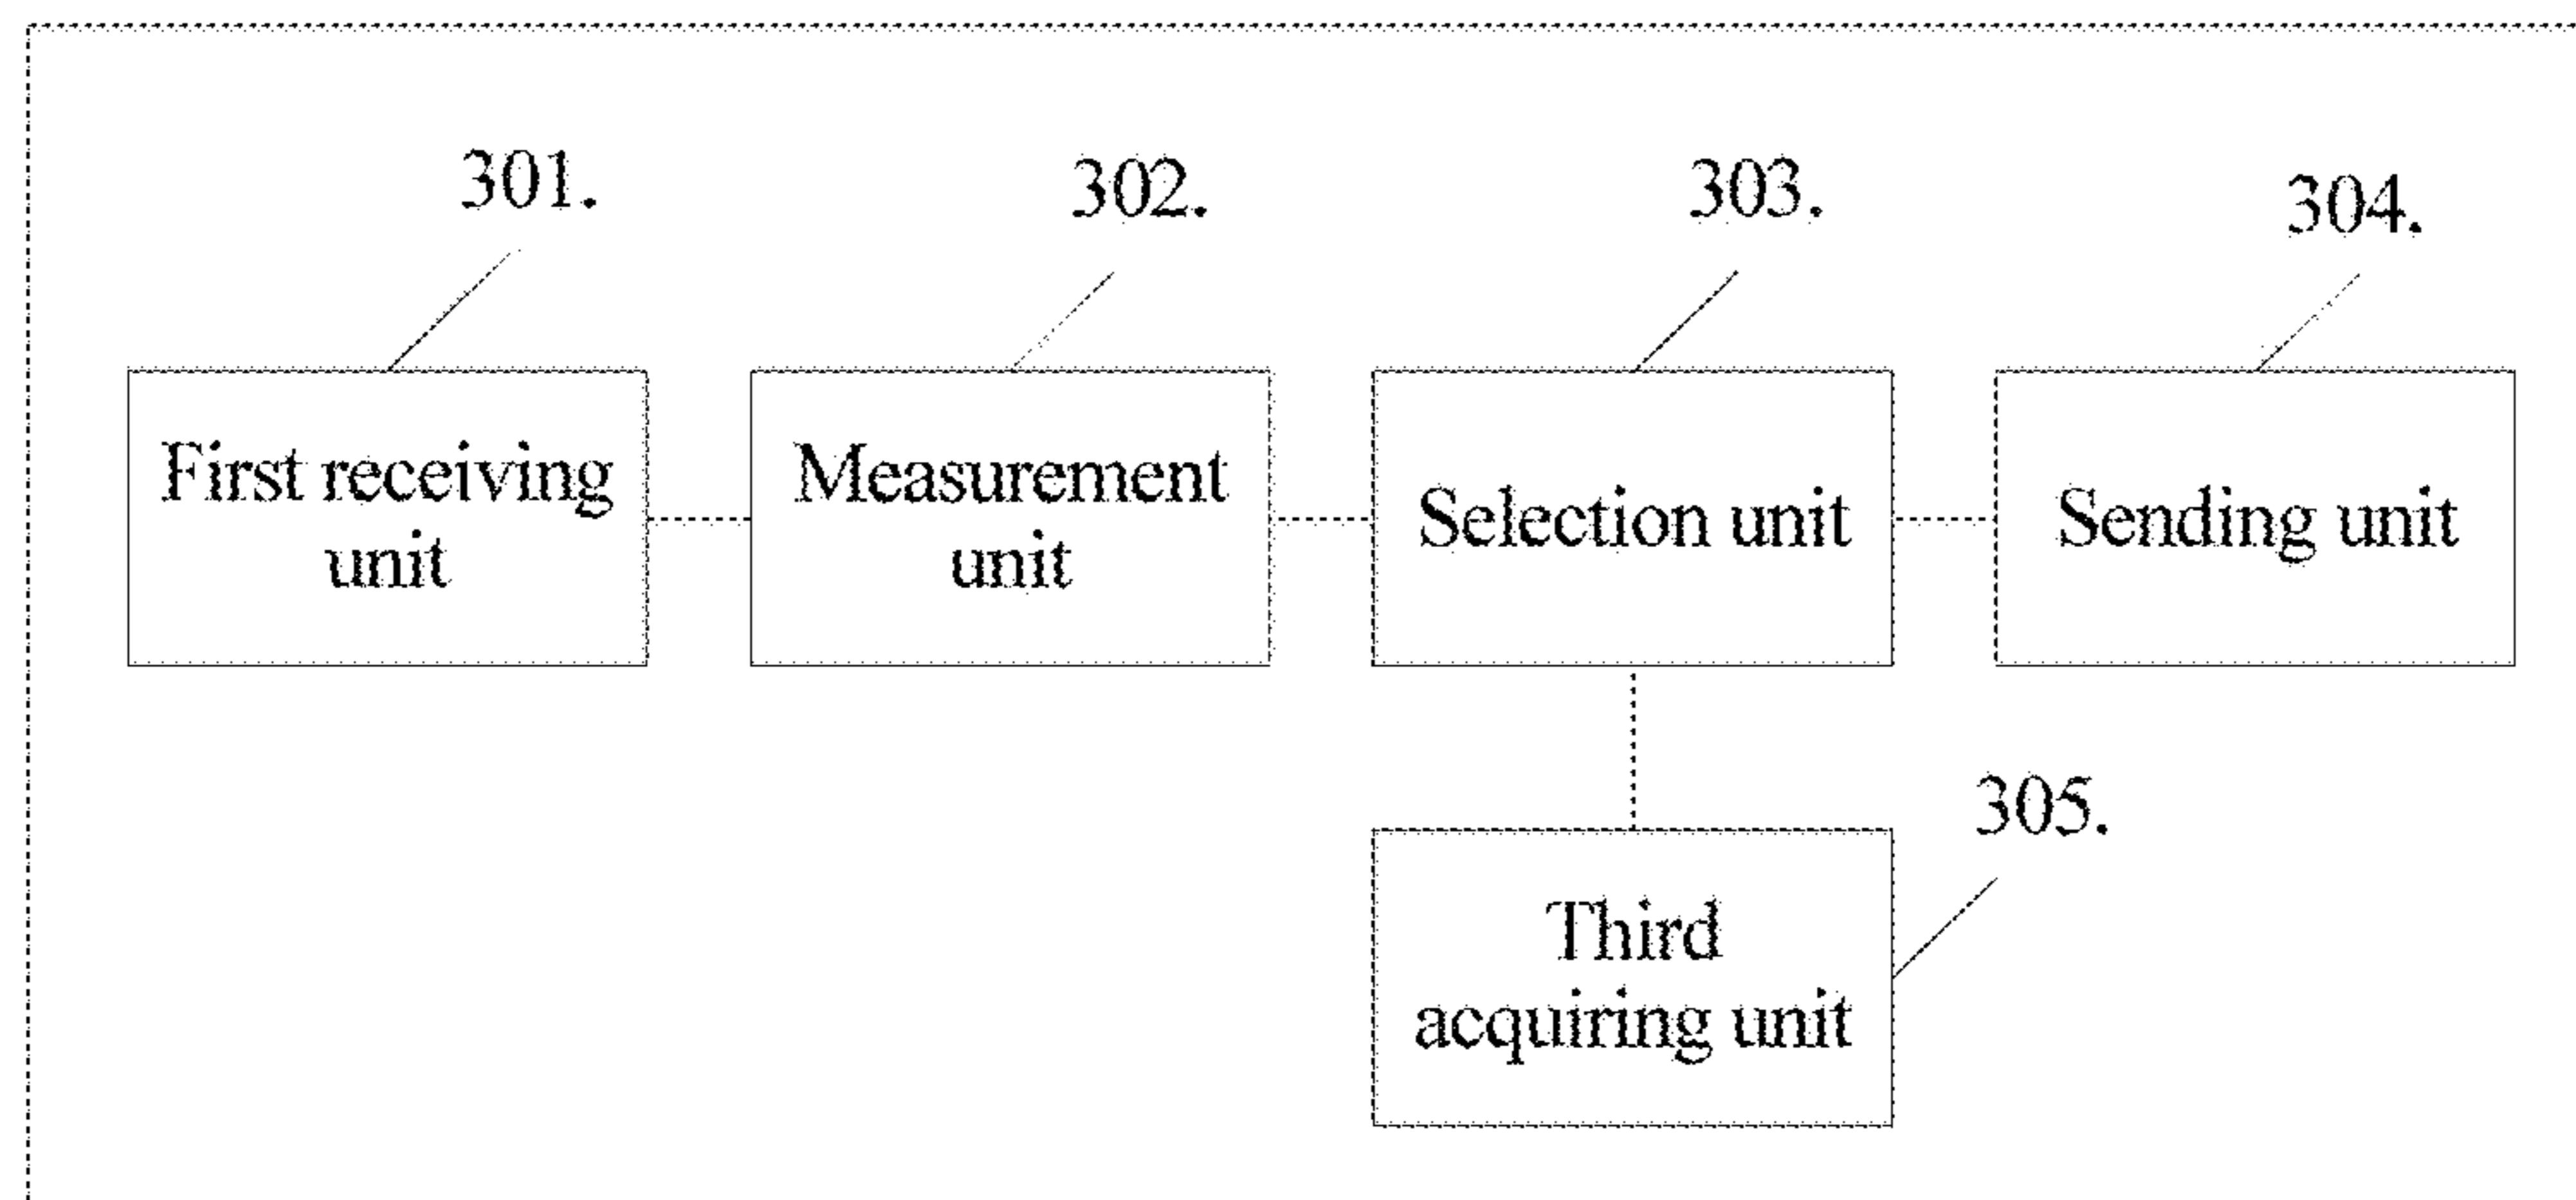 301.
302.
303.
304.
First receiving
unit
Measurement
unit
Selection unit
Sending unit
305.
Third
acquiring unit